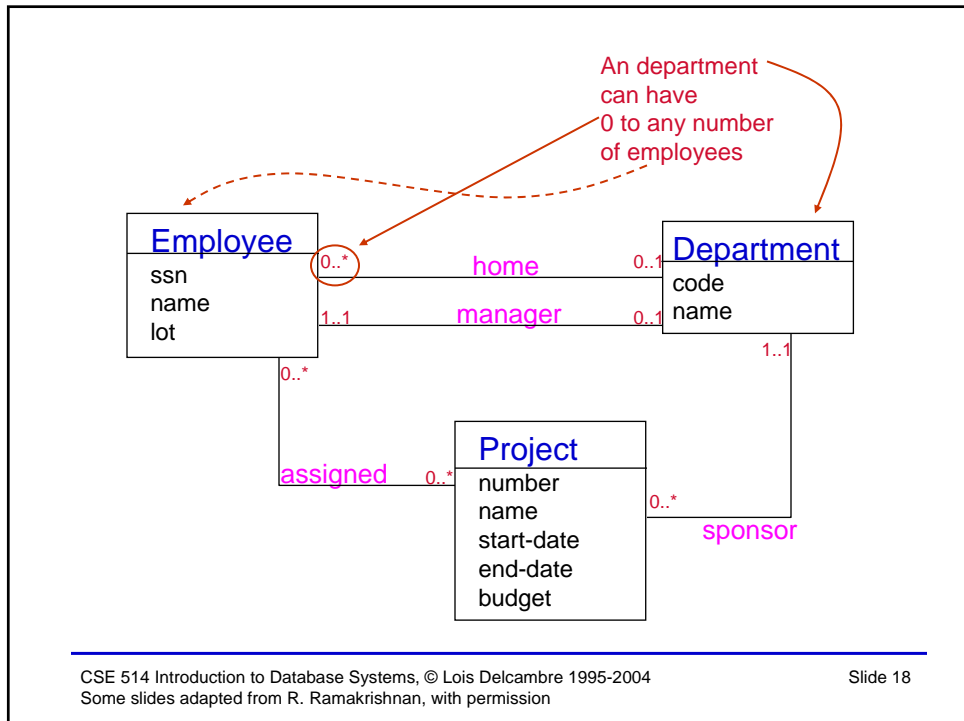 An department
can have
0 to any number
of employees
Employee
ssn
name
lot
0..*
home
0..1
1..1
manager
0..1
Department
code
name
1..1
0..*
assigned
0..*
Project
number
name
start-date
end-date
budget
0..*
sponsor
CSE 514 Introduction to Database Systems, © Lois Delcambre 1995-2004
Some slides adapted from R. Ramakrishnan, with permission
Slide 18